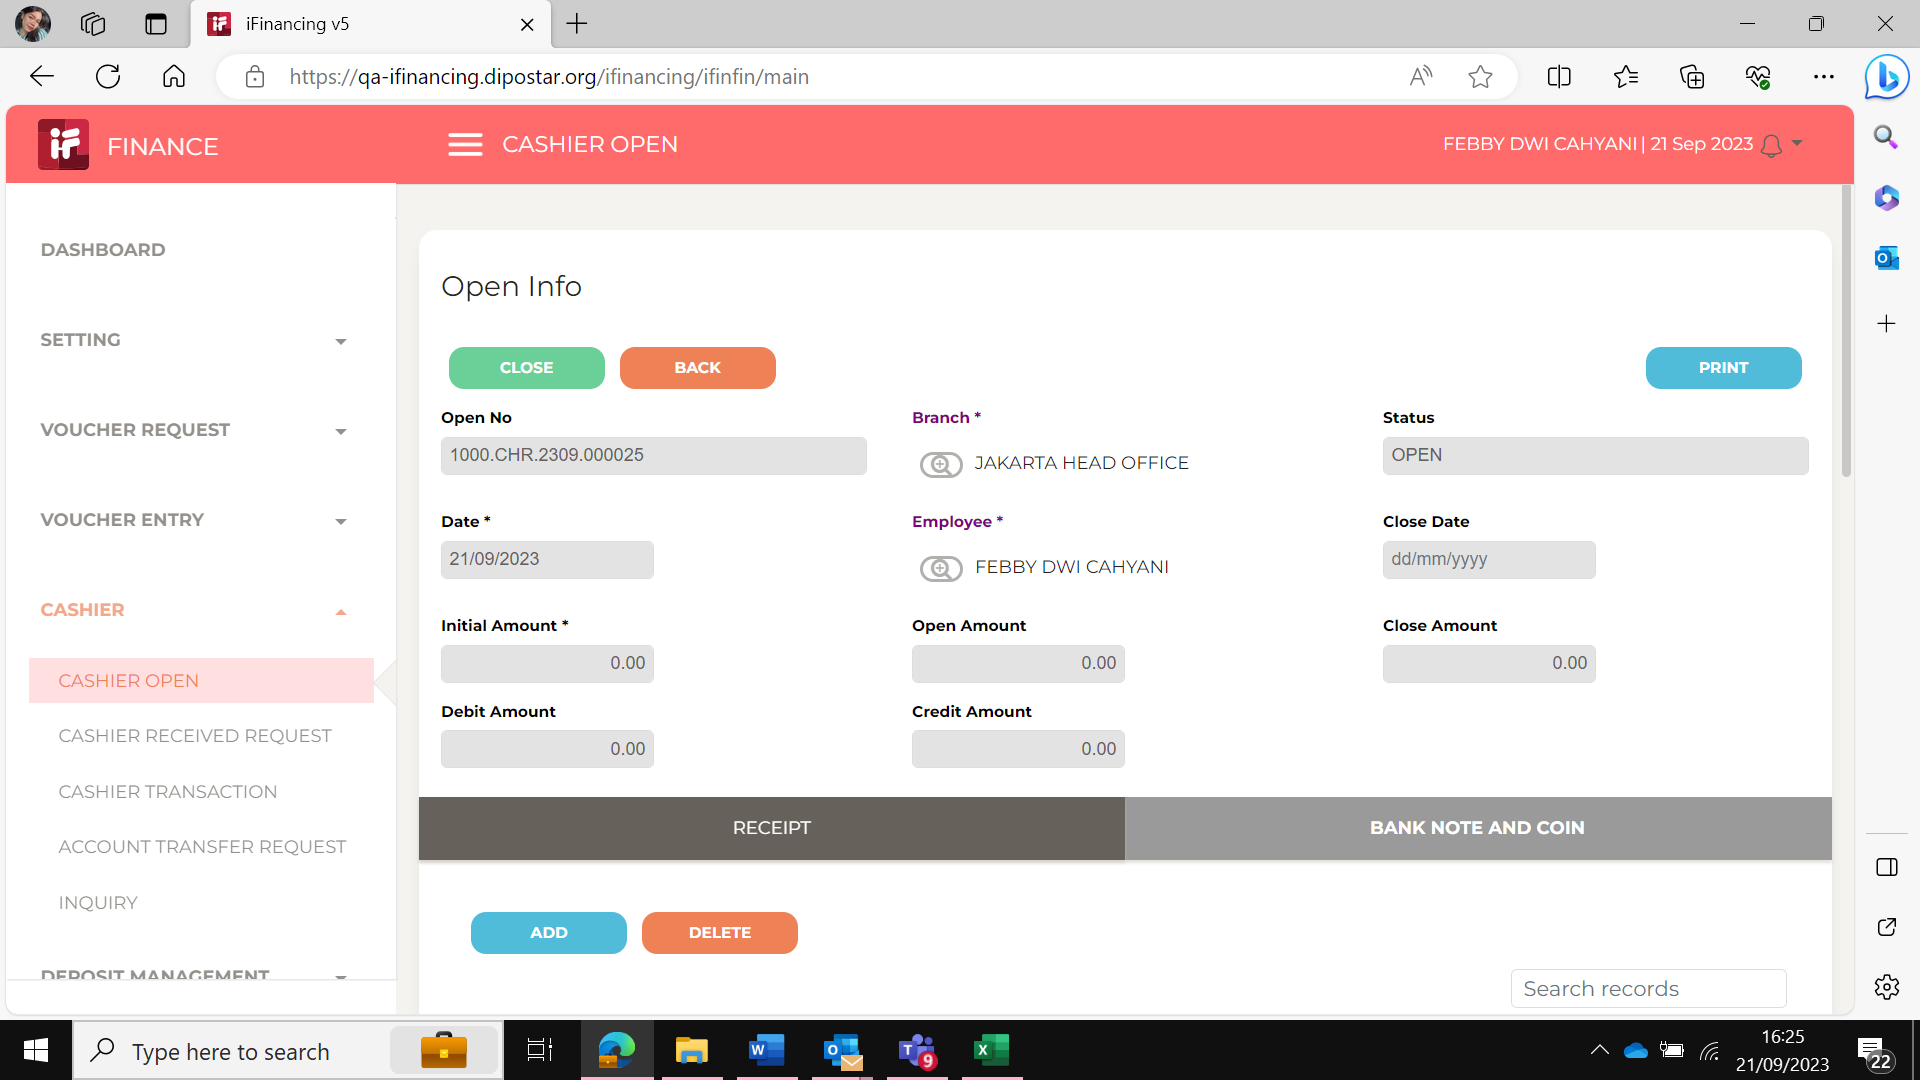 iFinancing v5
https://qa-ifinancing.dipostar.org/ifinancing/ifinfin/main
iF FINANCE
CASHIER OPEN
FEBBY DWI CAHYANI | 21 Sep 2023
DASHBOARD
SETTING
VOUCHER REQUEST
VOUCHER ENTRY
CASHIER
CASHIER OPEN
CASHIER RECEIVED REQUEST
CASHIER TRANSACTION
ACCOUNT TRANSFER REQUEST
INQUIRY
DEPOSIT MANAGEMENT
Open Info
CLOSE
BACK
PRINT
Open No
1000.CHR.2309.000025
Branch *
JAKARTA HEAD OFFICE
Status
OPEN
Date *
21/09/2023
Employee *
FEBBY DWI CAHYANI
Close Date
dd/mm/yyyy
Initial Amount *
0.00
Open Amount
0.00
Close Amount
0.00
Debit Amount
0.00
Credit Amount
0.00
RECEIPT
BANK NOTE AND COIN
ADD
DELETE
Search records
Type here to search
9
16:25
21/09/2023
22